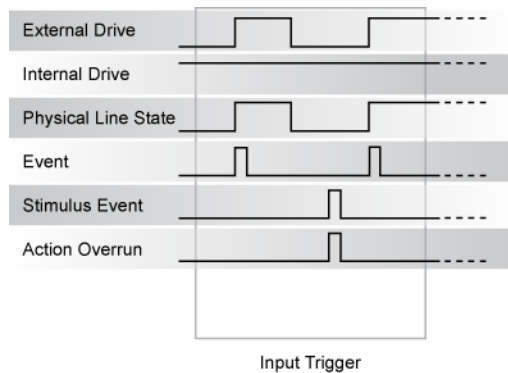 External Drive
Internal Drive
Physical Line State
Event
Stimulus Event
Action Overrun
Input Trigger